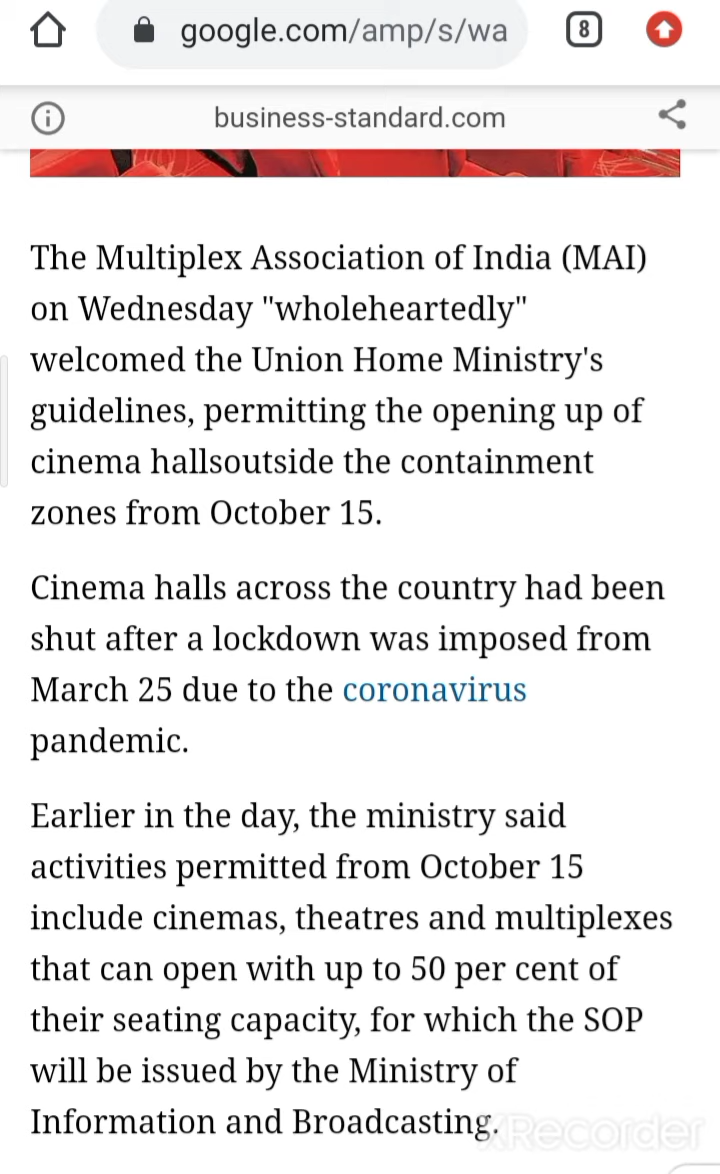 google.com/amp/s/wa
8
business-standard.com
The Multiplex Association of India (MAI)
on Wednesday "wholeheartedly"
welcomed the Union Home Ministry's
guidelines, permitting the opening up of
cinema hallsoutside the containment
zones from October 15.
Cinema halls across the country had been
shut after a lockdown was imposed from
March 25 due to the coronavirus
pandemic.
Earlier in the day, the ministry said
activities permitted from October 15
include cinemas, theatres and multiplexes
that can open with up to 50 per cent of
their seating capacity, for which the SOP
will be issued by the Ministry of
Information and Broadcasting.
XRecorder